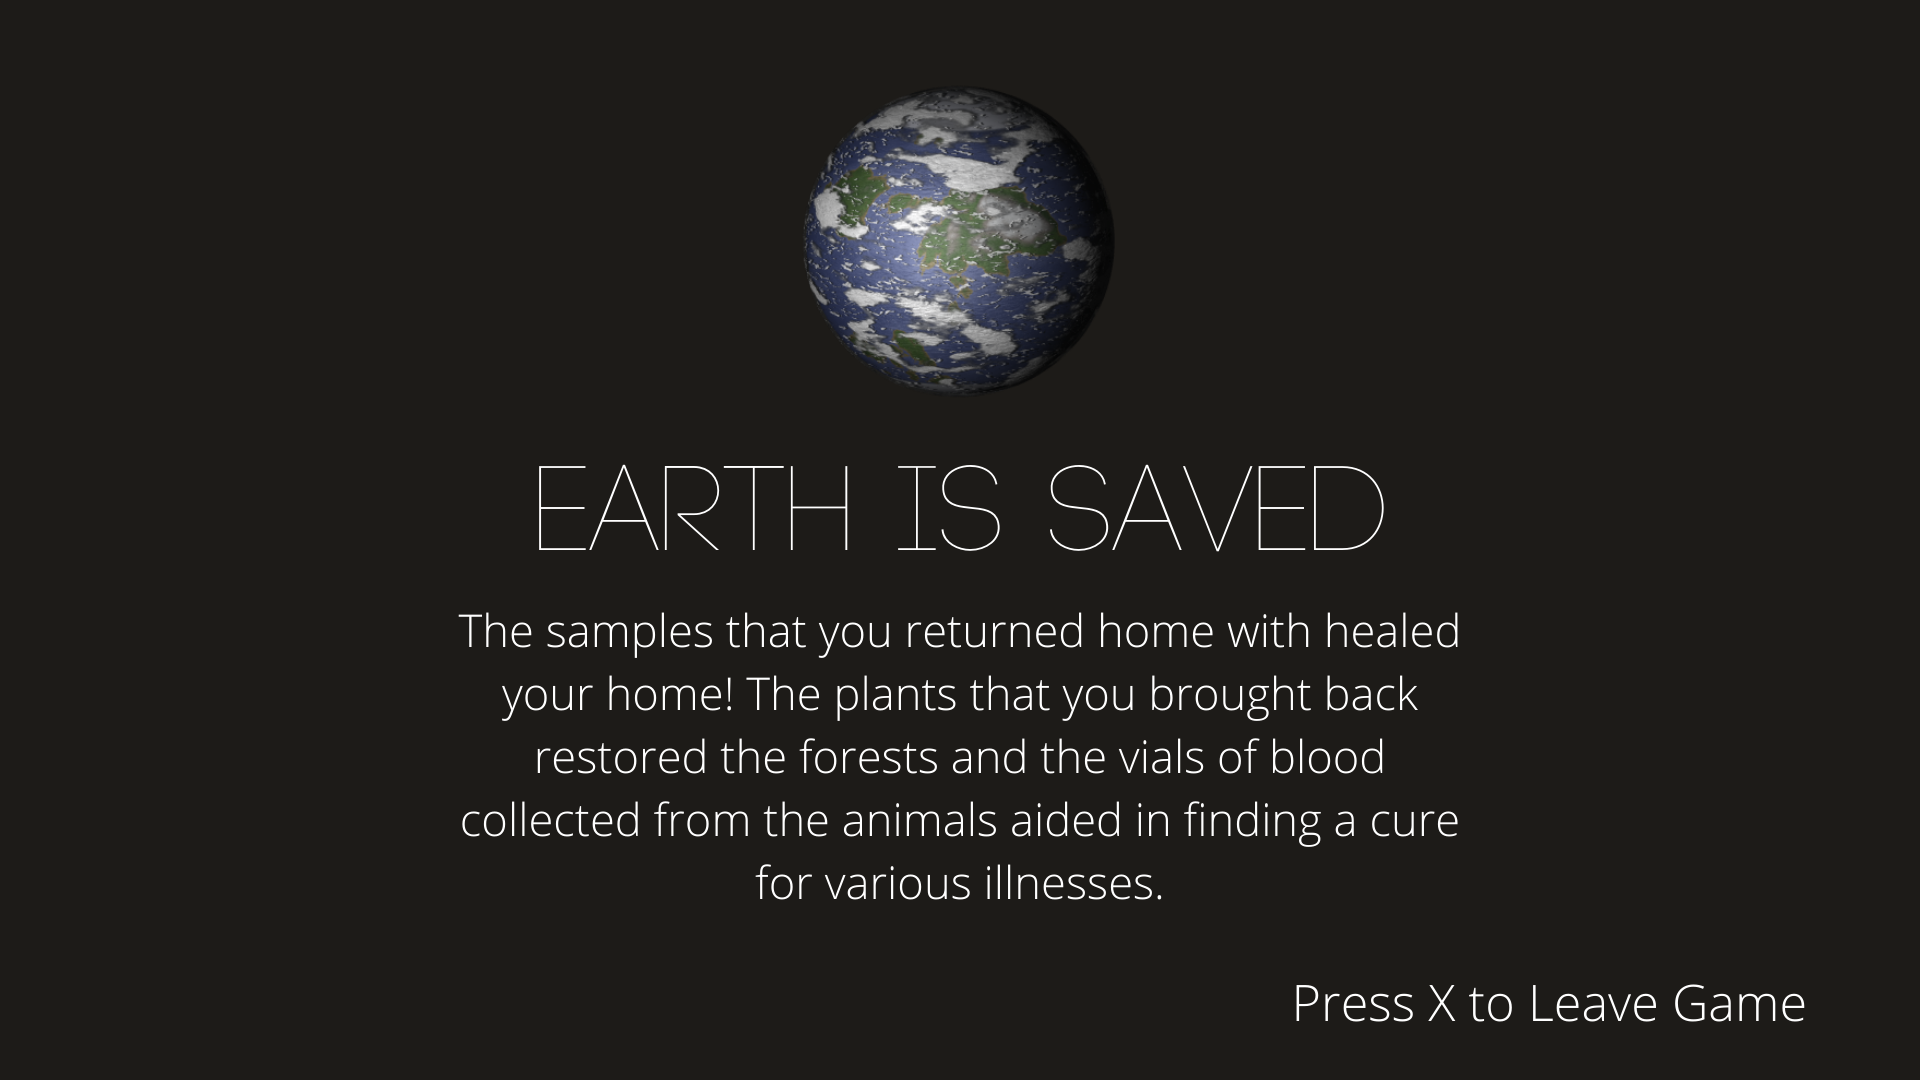 EARTH IS SAVED
The samples that you returned home with healed
your home! The plants that you brought back
restored the forests and the vials of blood
collected from the animals aided in finding a cure
for various illnesses.
Press X to Leave Game